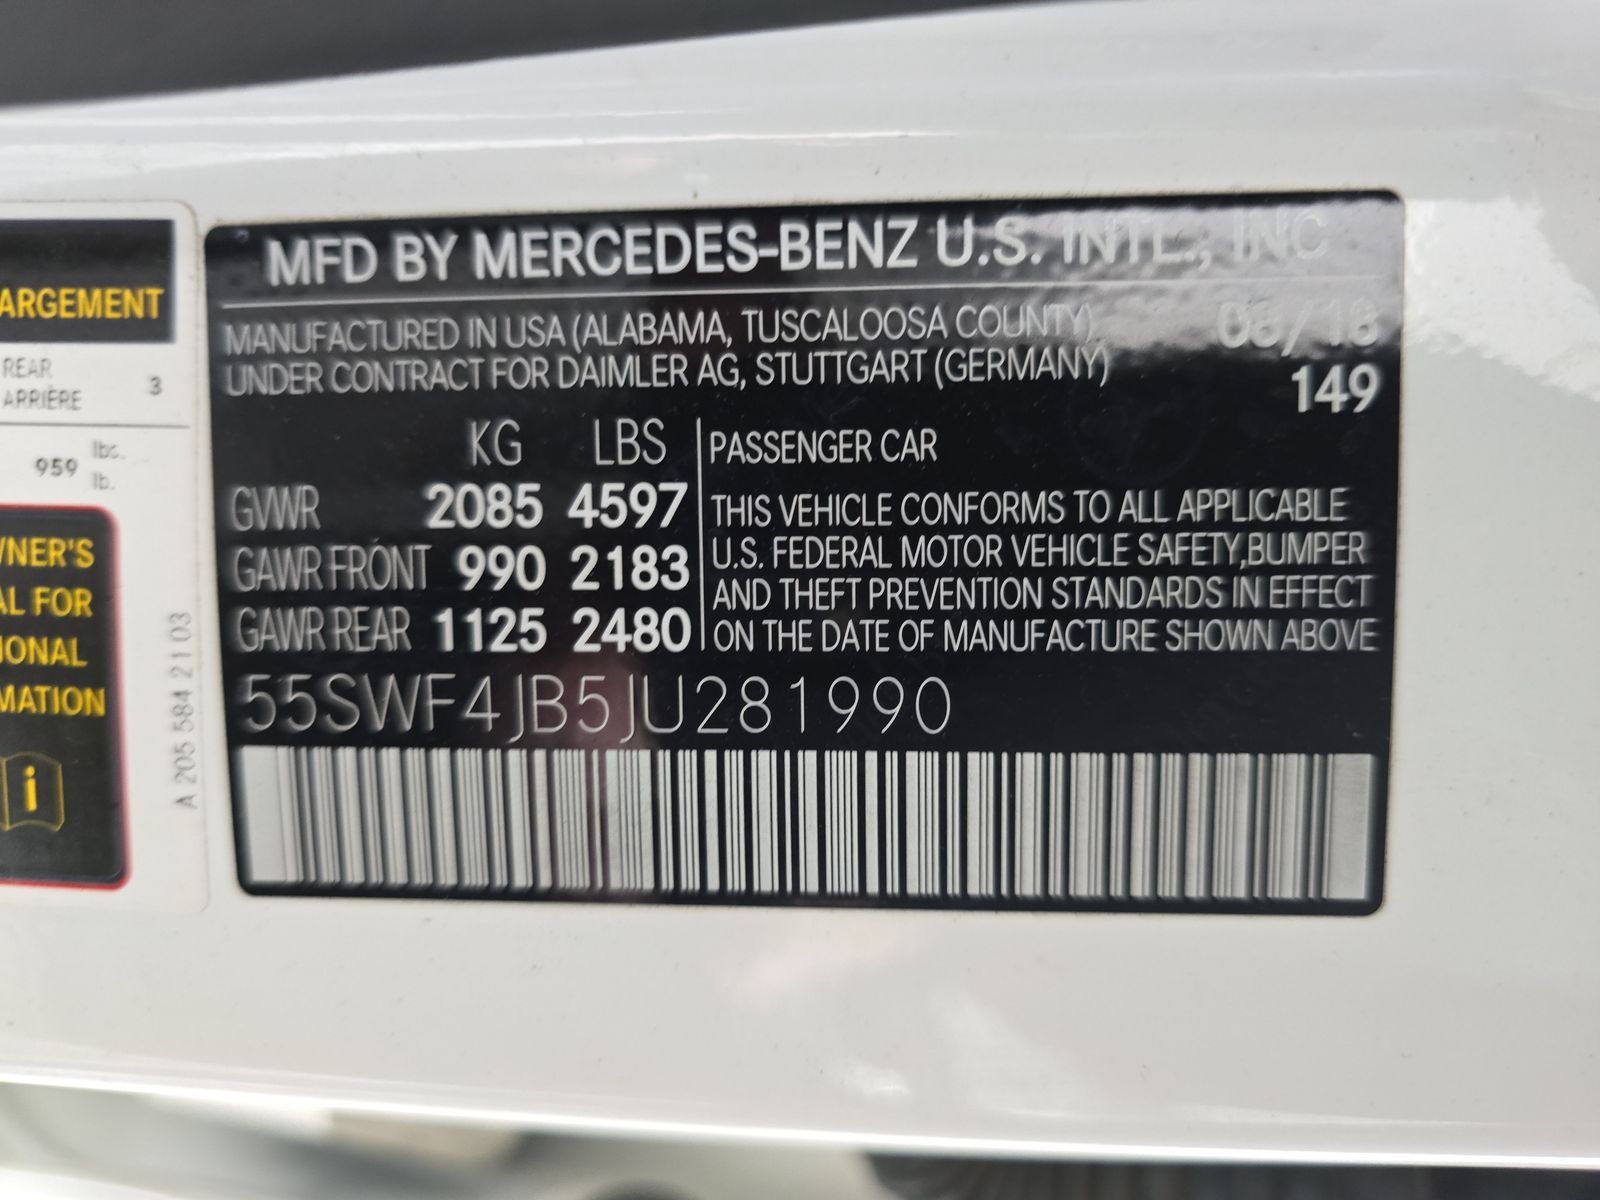 ARGEMENT
REAR
ARRIÈRE 3
959 lbs.
lb.
NER'S
AL FOR
IONAL
MATION
i
A 205 584 21 03
MFD BY MERCEDES-BENZ U.S. INTL., INC
MANUFACTURED IN USA (ALABAMA, TUSCALOOSA COUNTY)
UNDER CONTRACT FOR DAIMLER AG, STUTTGART (GERMANY)
149
KG LBS
GVWR 2085 4597
GAWR FRONT 990 2183
GAWR REAR 1125 2480
PASSENGER CAR
THIS VEHICLE CONFORMS TO ALL APPLICABLE
U.S. FEDERAL MOTOR VEHICLE SAFETY,BUMPER
AND THEFT PREVENTION STANDARDS IN EFFECT
ON THE DATE OF MANUFACTURE SHOWN ABOVE
55SWF4JB5JU281990